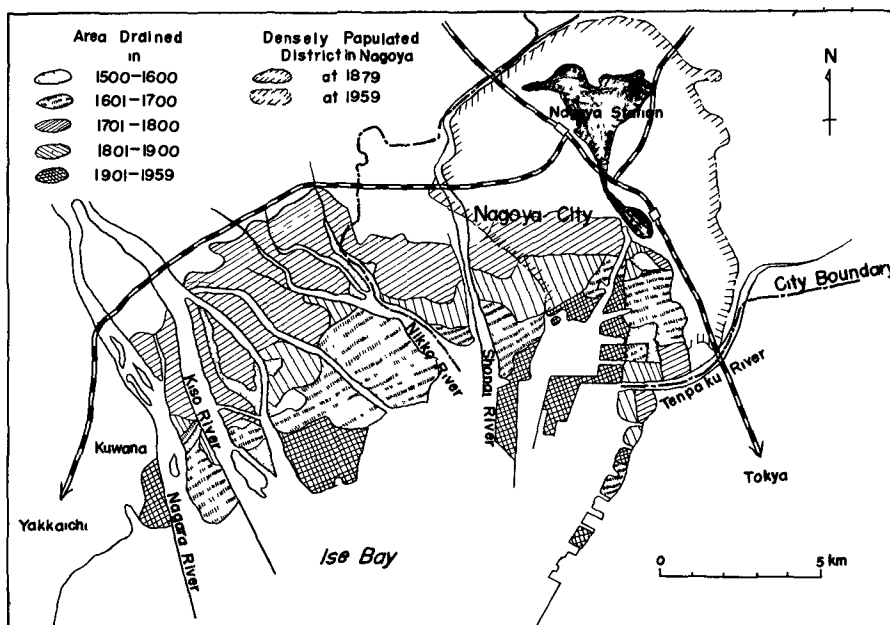 Area Drained
in
1500-1600
1601-1700
1701-1800
1801-1900
1901-1959
Densely Papulated
District in Nagoya
at 1879
at 1959
N
Nagoya Station
Nagoya City
City Boundary
Nikko River
Shonai River
Tenpaku River
Kiso River
Nagara River
Kuwana
Yakkaichi
Tokya
Ise Bay
0 5 km